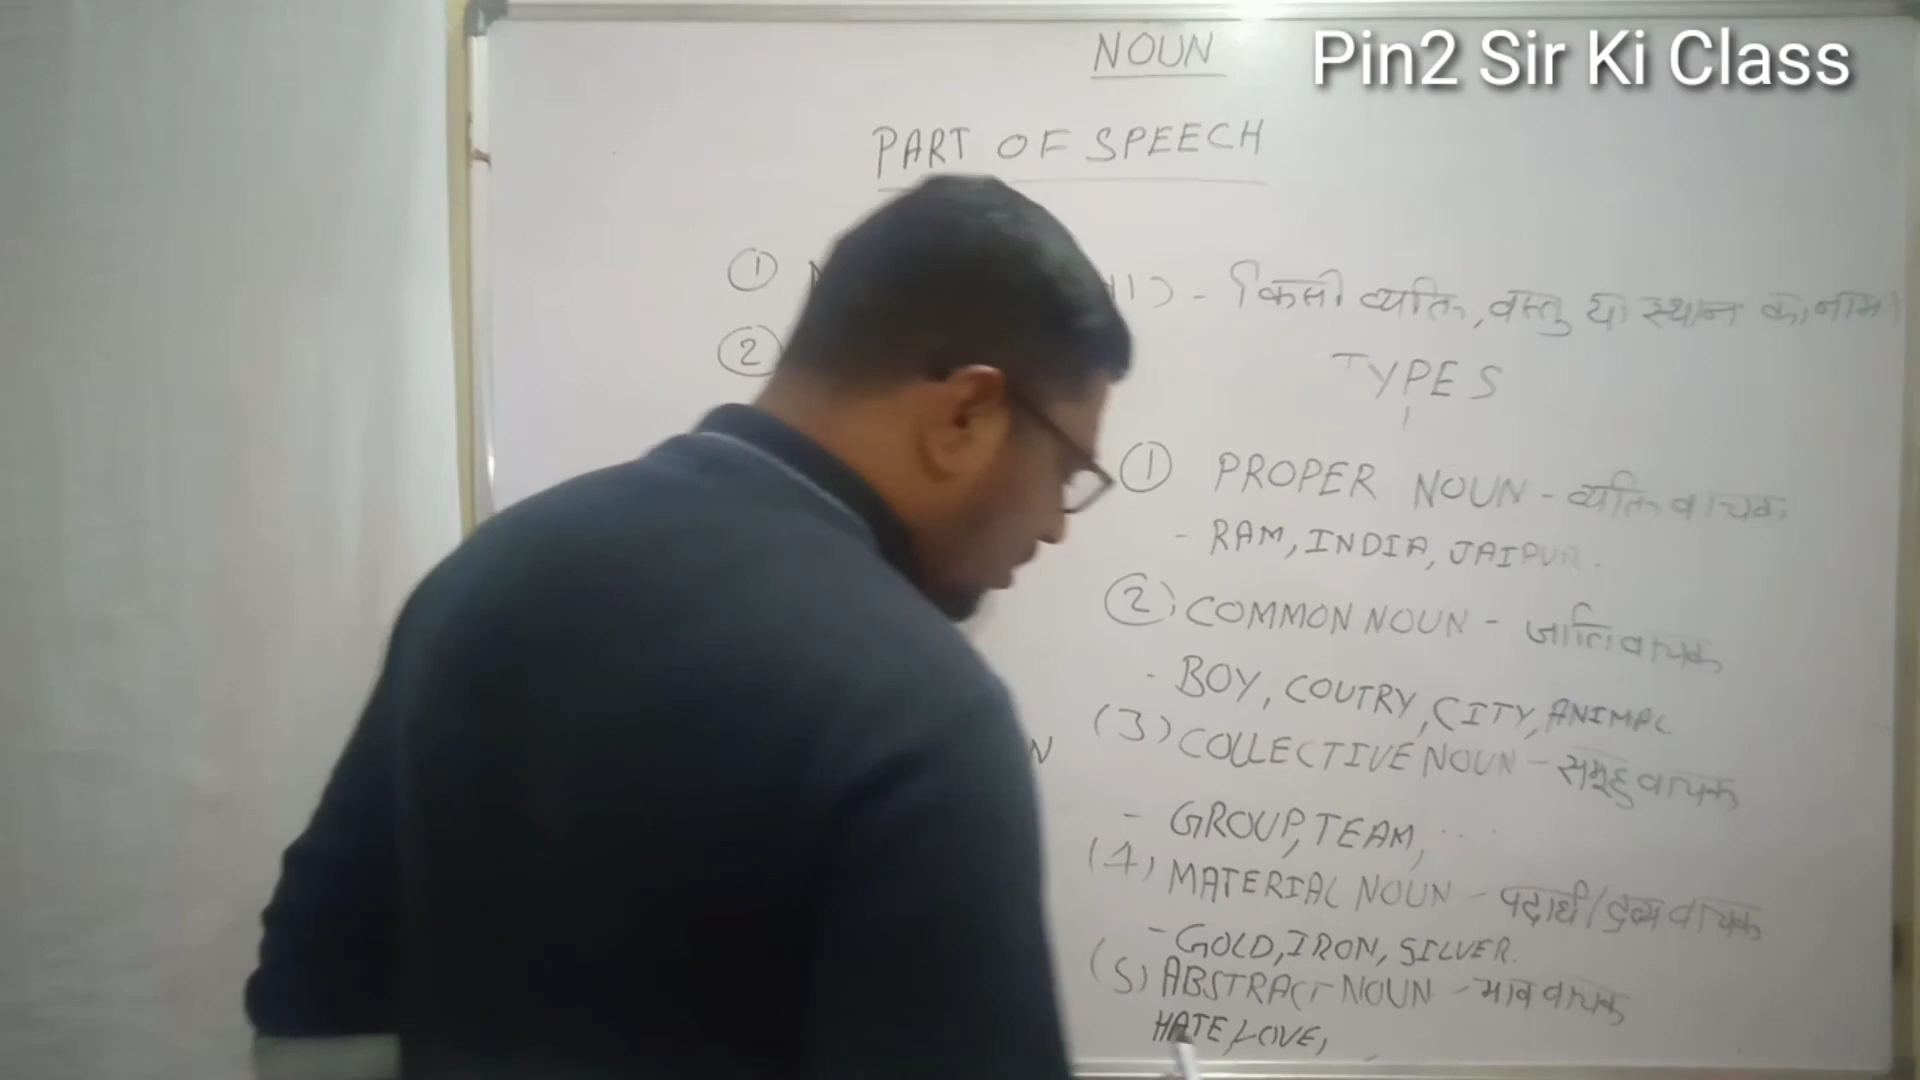 NOUN
Pin2 Sir Ki Class
PART OF SPEECH
① - किसी व्यक्ति, वस्तु या स्थान का नाम।
②
TYPES
① PROPER NOUN - व्यक्तिवाचक
- RAM, INDIA, JAIPUR.
② COMMON NOUN - जातिवाचक
- BOY, COUTRY, CITY, ANIMAL
(3) COLLECTIVE NOUN - समूहवाचक
N
- GROUP, TEAM, ....
(4) MATERIAL NOUN - पदार्थ/द्रव्यवाचक
- GOLD, IRON, SILVER.
(5) ABSTRACT NOUN - भाववाचक
HATE, LOVE,